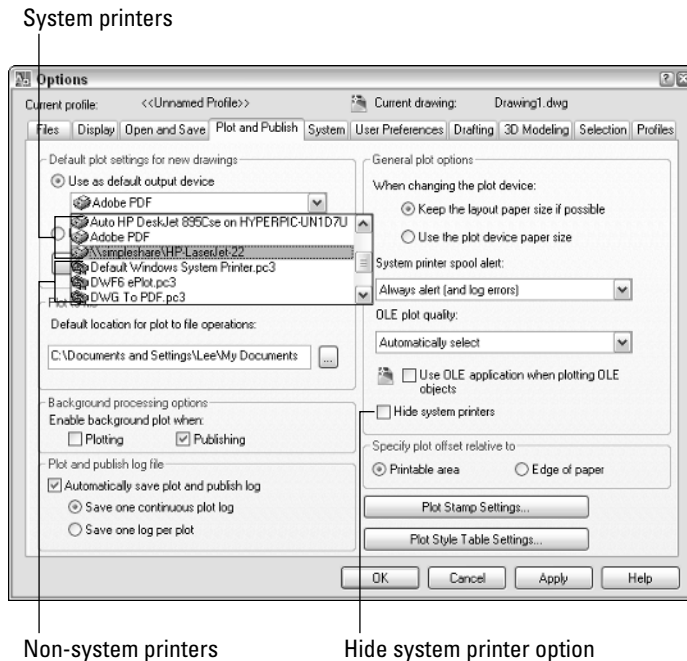 System printers
Options
Current profile: <<Unnamed Profile>> Current drawing: Drawing1.dwg
Files Display Open and Save Plot and Publish System User Preferences Drafting 3D Modeling Selection Profiles
Default plot settings for new drawings
Use as default output device
Adobe PDF
Auto HP DeskJet 895Cse on HYPERPIC-UN1D7U
Adobe PDF
\\simpleshare\HP-LaserJet-22
Default Windows System Printer.pc3
DWF6 ePlot.pc3
DWG To PDF.pc3
Default location for plot to file operations:
C:\Documents and Settings\Lee\My Documents ...
Background processing options
Enable background plot when:
Plotting Publishing
Plot and publish log file
Automatically save plot and publish log
Save one continuous plot log
Save one log per plot
General plot options
When changing the plot device:
Keep the layout paper size if possible
Use the plot device paper size
System printer spool alert:
Always alert (and log errors)
OLE plot quality:
Automatically select
Use OLE application when plotting OLE
objects
Hide system printers
Specify plot offset relative to
Printable area Edge of paper
Plot Stamp Settings...
Plot Style Table Settings...
OK Cancel Apply Help
Non-system printers Hide system printer option